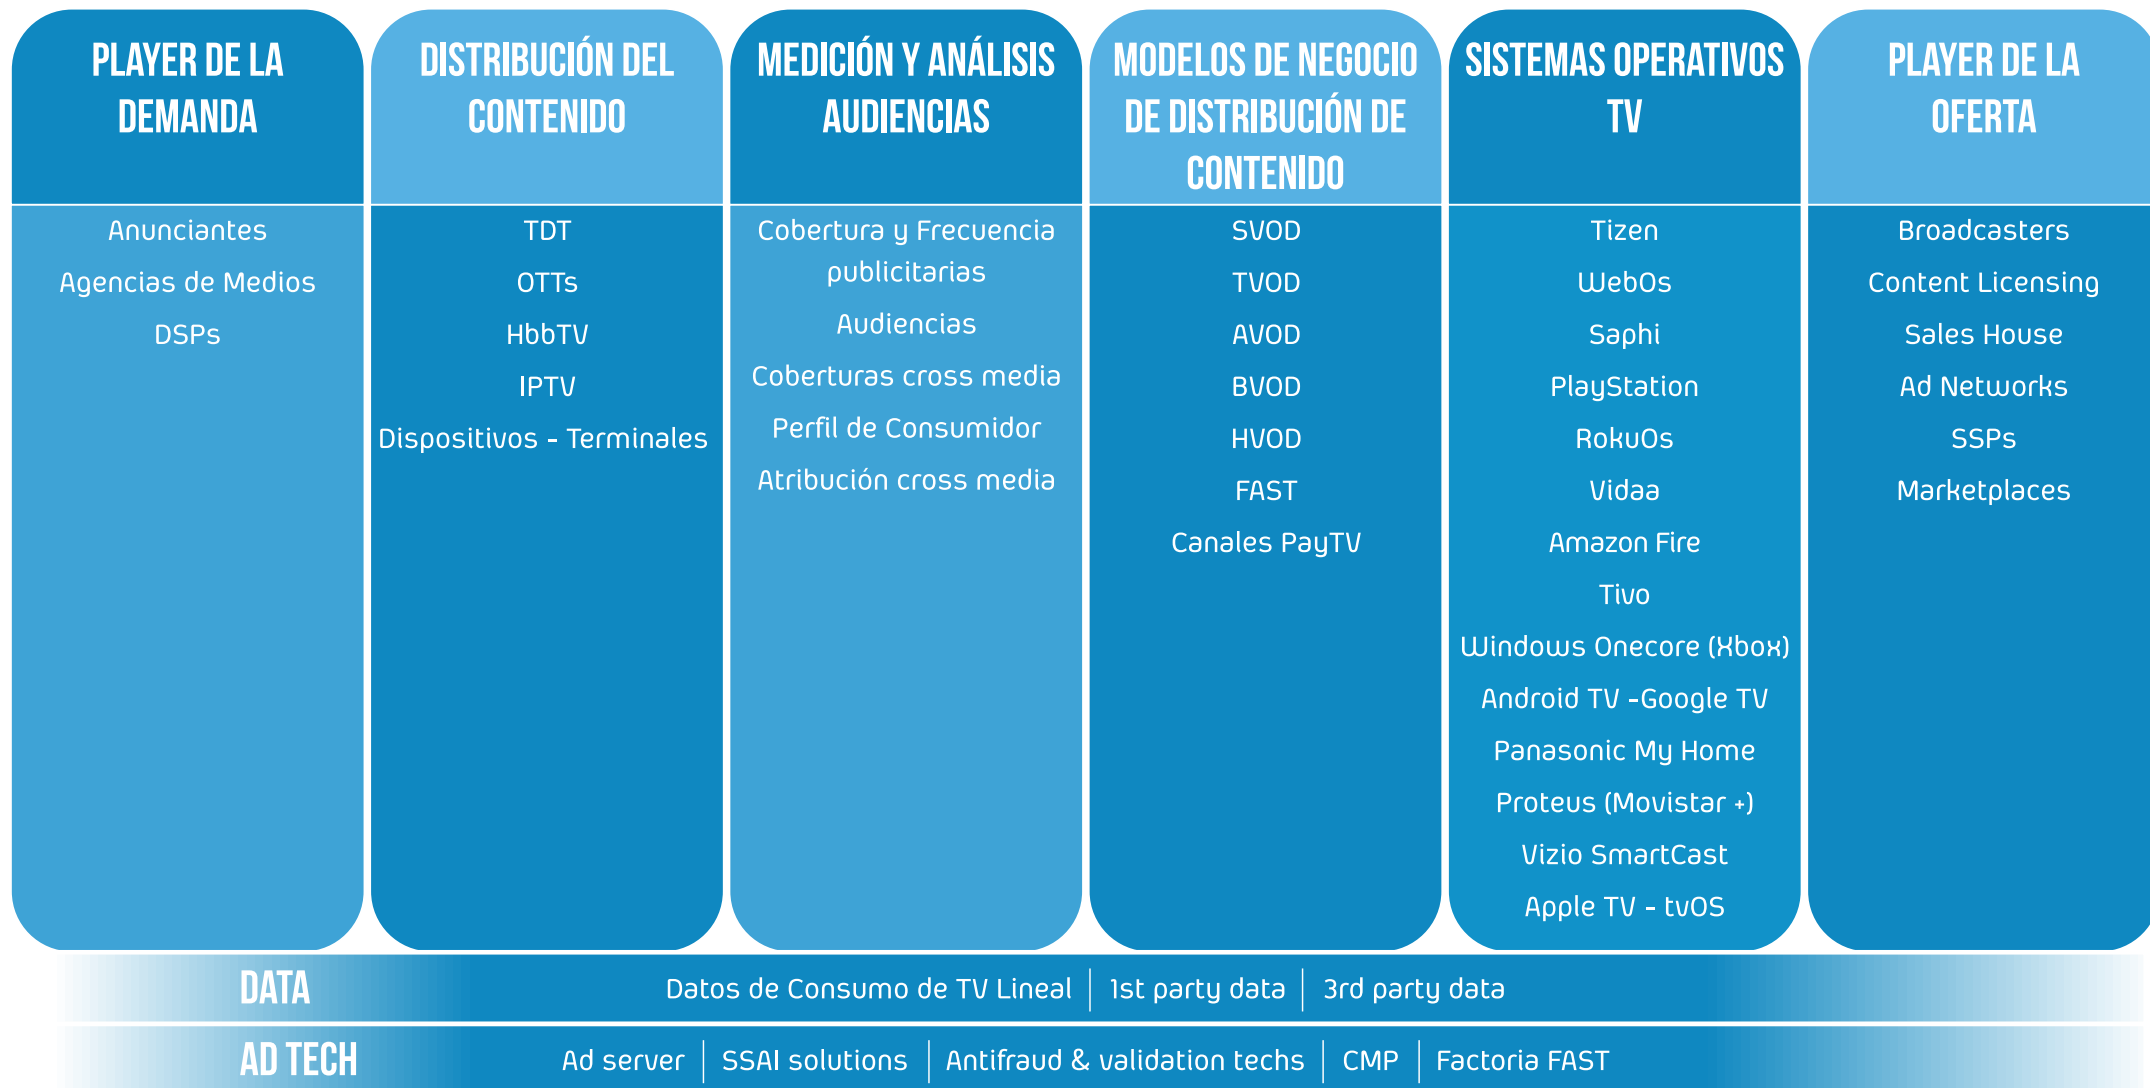 PLAYER DE LA
DEMANDA
Anunciantes
Agencias de Medios
DSPs
DISTRIBUCIÓN DEL
CONTENIDO
TDT
OTTs
HbbTV
IPTV
Dispositivos - Terminales
MEDICIÓN Y ANÁLISIS
AUDIENCIAS
Cobertura y Frecuencia
publicitarias
Audiencias
Coberturas cross media
Perfil de Consumidor
Atribución cross media
MODELOS DE NEGOCIO
DE DISTRIBUCIÓN DE
CONTENIDO
SVOD
TVOD
AVOD
BVOD
HVOD
FAST
Canales PayTV
SISTEMAS OPERATIVOS
TV
Tizen
WebOs
Saphi
PlayStation
RokuOs
Vidaa
Amazon Fire
Tivo
Windows Onecore (Xbox)
Android TV -Google TV
Panasonic My Home
Proteus (Movistar +)
Vizio SmartCast
Apple TV - tvOS
PLAYER DE LA
OFERTA
Broadcasters
Content Licensing
Sales House
Ad Networks
SSPs
Marketplaces
DATA Datos de Consumo de TV Lineal | 1st party data | 3rd party data
AD TECH Ad server | SSAI solutions | Antifraud & validation techs | CMP | Factoria FAST